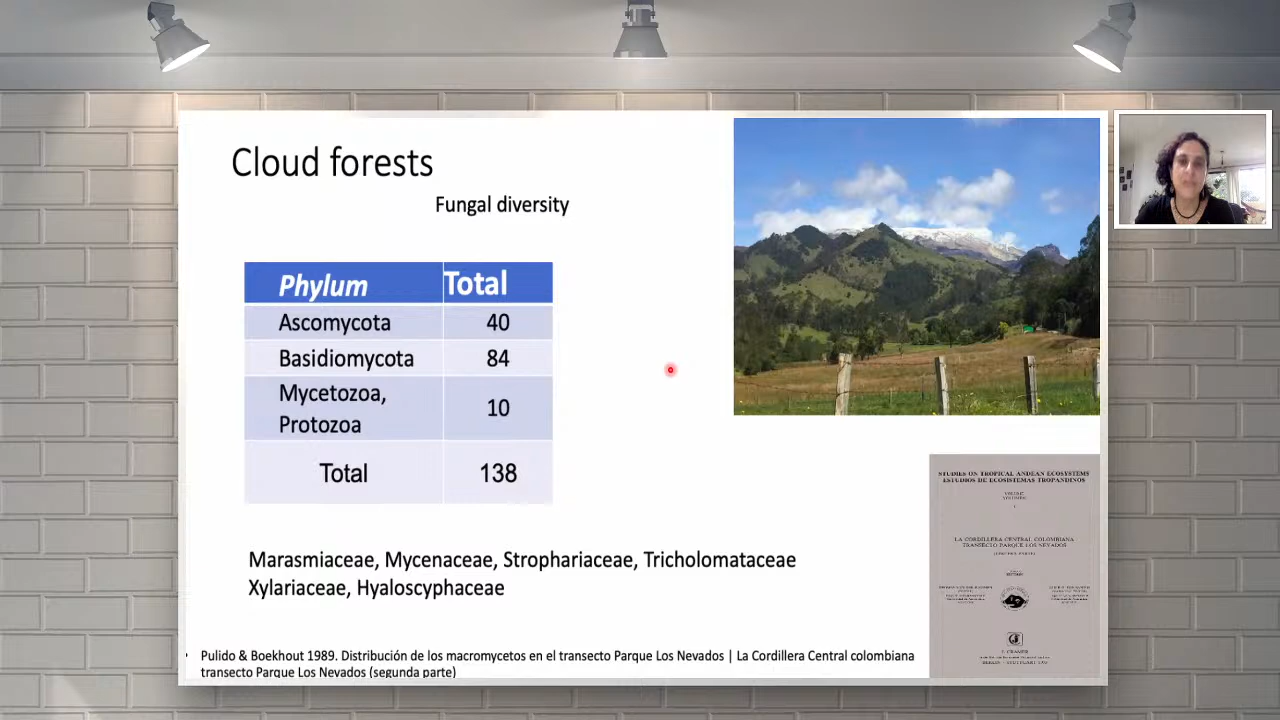 Cloud forests
Fungal diversity
Phylum Total
Ascomycota 40
Basidiomycota 84
Mycetozoa,
Protozoa 10
Total 138
Marasmiaceae, Mycenaceae, Strophariaceae, Tricholomataceae
Xylariaceae, Hyaloscyphaceae
• Pulido & Boekhout 1989. Distribución de los macromycetos en el transecto Parque Los Nevados | La Cordillera Central colombiana
transecto Parque Los Nevados (segunda parte)
STUDIES ON TROPICAL ANDEAN ECOSYSTEMS
ESTUDIOS DE ECOSISTEMAS TROPANDINOS
LA CORDILLERA CENTRAL COLOMBIANA
TRANSECTO PARQUE LOS NEVADOS